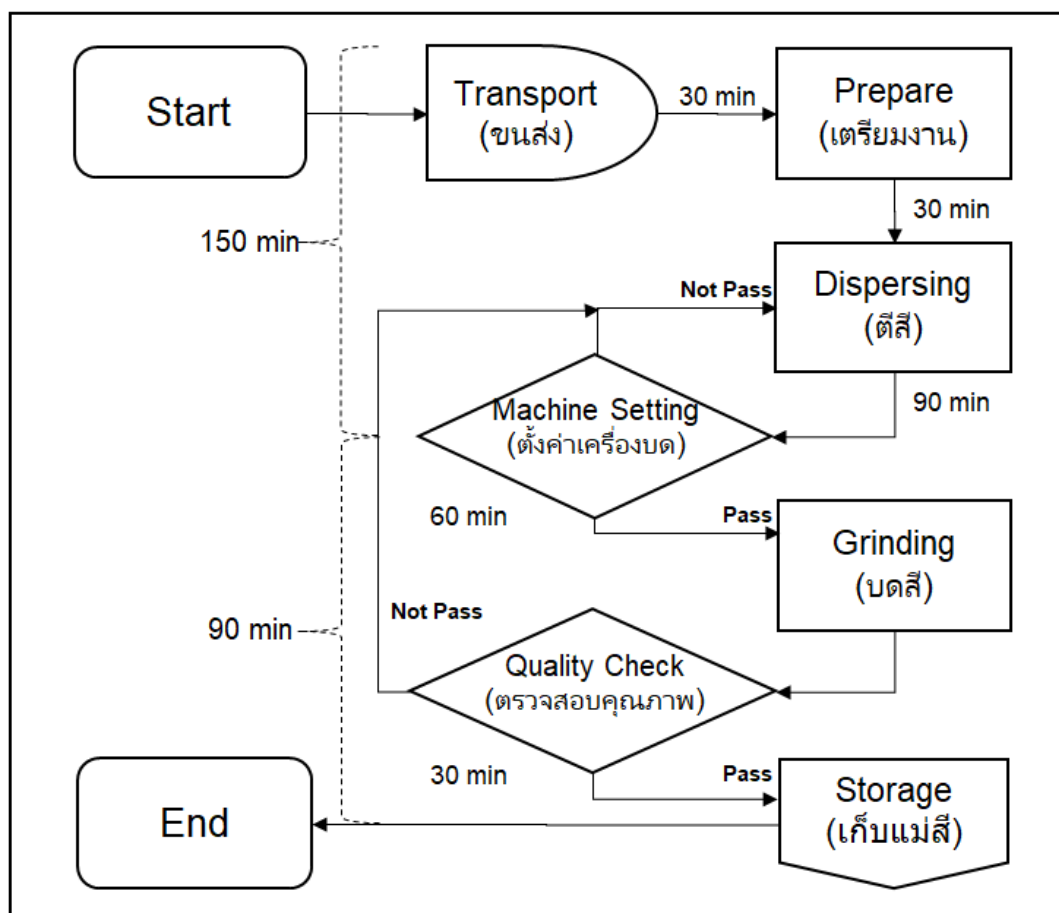 Start
Transport
(ขนส่ง)
30 min
Prepare
(เตรียมงาน)
30 min
150 min
Not Pass
Dispersing
(ตีสี)
90 min
Machine Setting
(ตั้งค่าเครื่องบด)
60 min
Pass
Grinding
(บดสี)
90 min
Not Pass
Quality Check
(ตรวจสอบคุณภาพ)
30 min
Pass
Storage
(เก็บแม่สี)
End